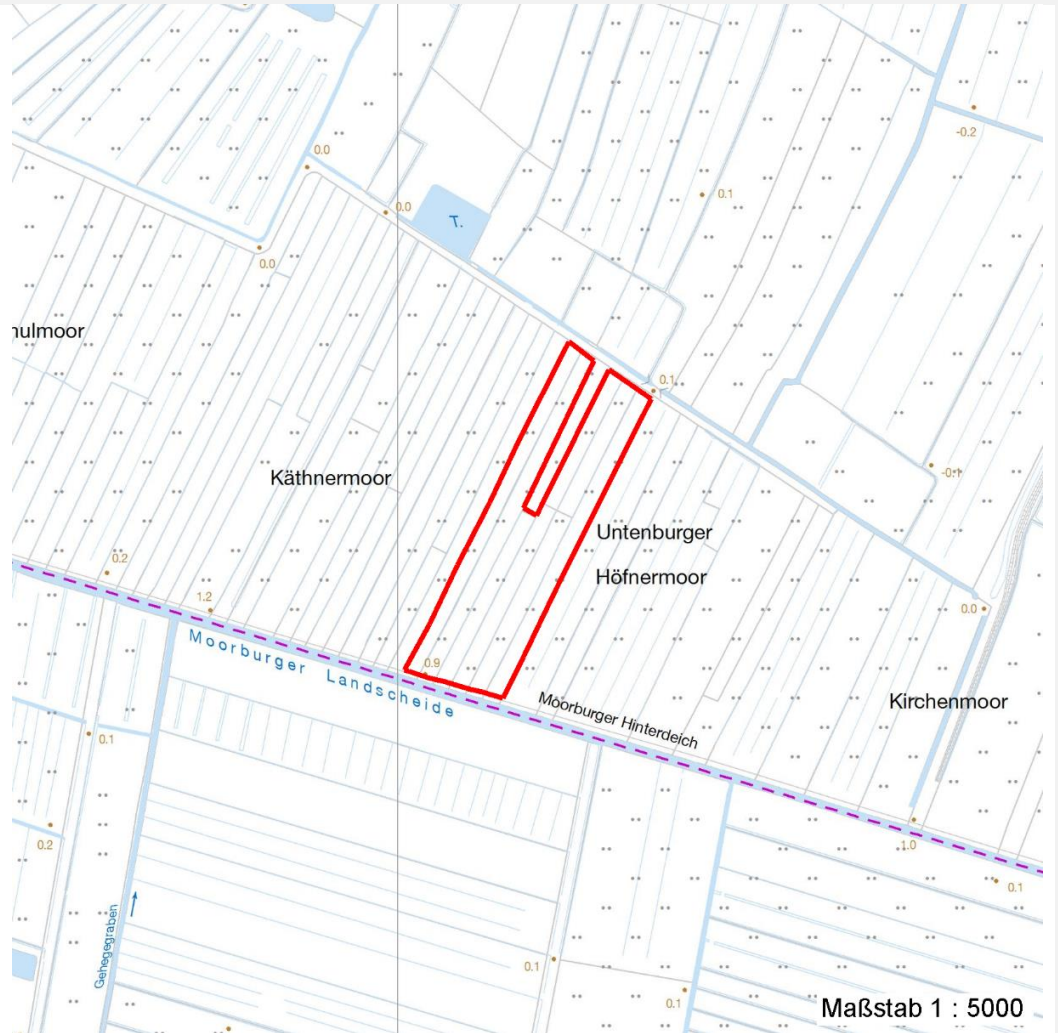 -0.2
0.0
0.1
0.0
T.
0.0
hulmoor
0.1
-0.1
Käthnermoor
Untenburger
Höfnermoor
0.2
1.2
0.0
Moorburger Landscheide
0.9
Moorburger Hinterdeich
Kirchenmoor
0.1
0.2
1.0
0.1
Gehegegraben
0.1
0.1
Maßstab 1 : 5000